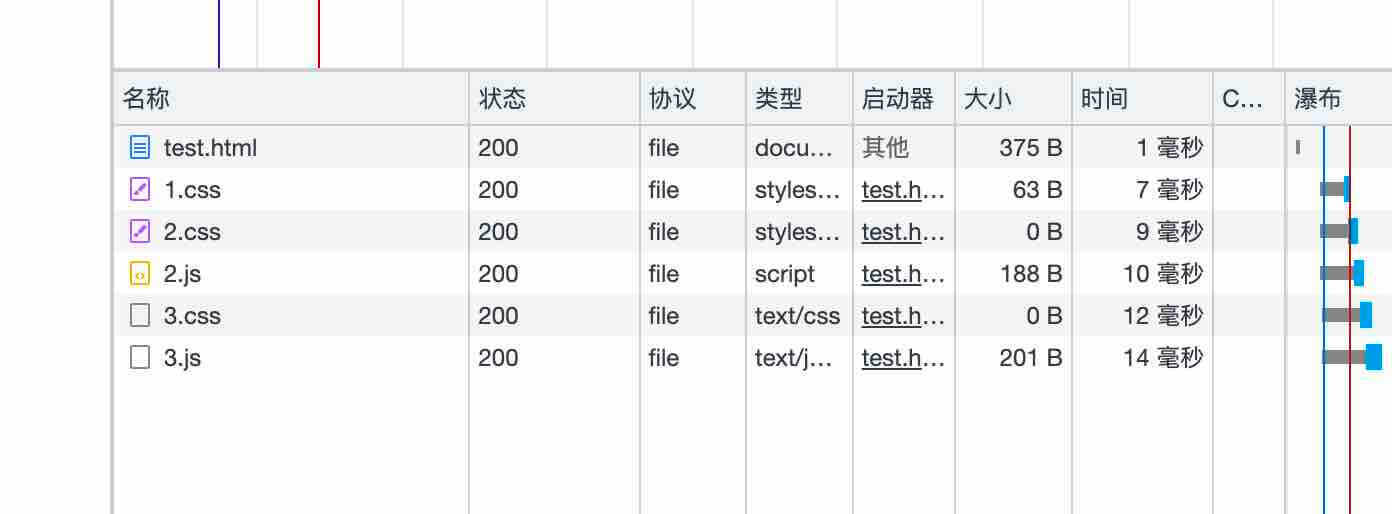 名称 状态 协议 类型 启动器 大小 时间 C... 瀑布
test.html 200 file docu... 其他 375 B 1 毫秒
1.css 200 file styles... test.h... 63 B 7 毫秒
2.css 200 file styles... test.h... 0 B 9 毫秒
2.js 200 file script test.h... 188 B 10 毫秒
3.css 200 file text/css test.h... 0 B 12 毫秒
3.js 200 file text/j... test.h... 201 B 14 毫秒